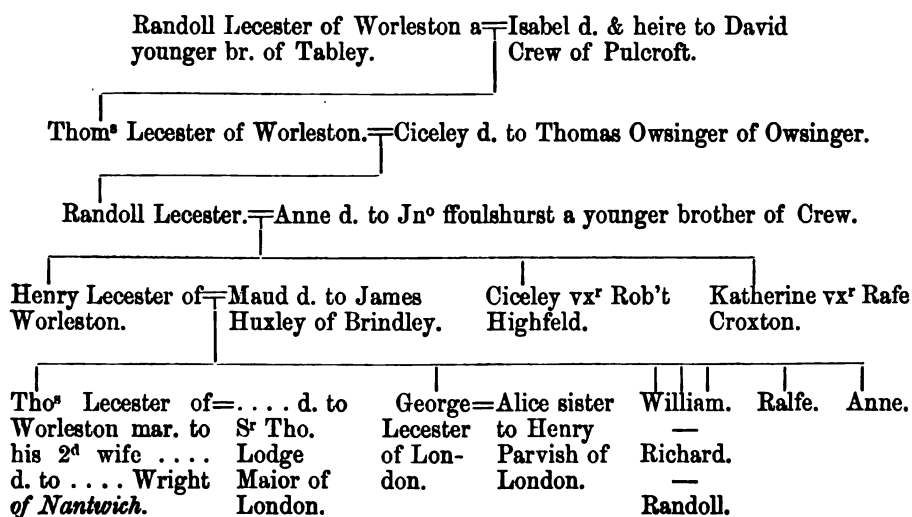 Randoll Lecester of Worleston a=Isabel d. & heire to David
younger br. of Tabley. Crew of Pulcroft.
Thomˢ Lecester of Worleston.=Ciceley d. to Thomas Owsinger of Owsinger.
Randoll Lecester.=Anne d. to Jnᵒ ffoulshurst a younger brother of Crew.
Henry Lecester of=Maud d. to James
Worleston. Huxley of Brindley.
Ciceley vxʳ Rob't
Highfeld.
Katherine vxʳ Rafe
Croxton.
Thoˢ Lecester of=
Worleston mar. to
his 2ᵈ wife ....
d. to .... Wright
of Nantwich.
.... d. to
Sʳ Tho.
Lodge
Maior of
London.
George=
Lecester
of Lon-
don.
Alice sister
to Henry
Parvish of
London.
William.
—
Richard.
—
Randoll.
Ralfe.
Anne.